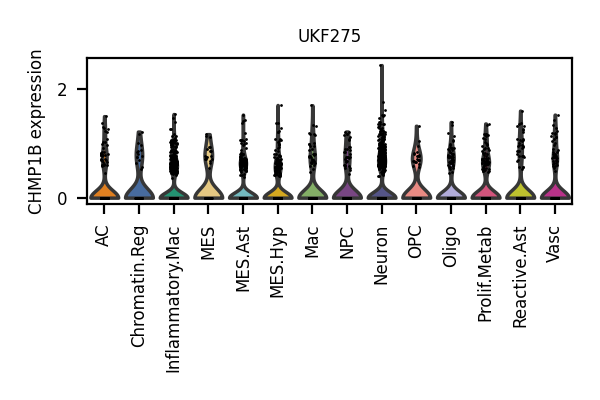 UKF275
CHMP1B expression
2
0
AC
Chromatin.Reg
Inflammatory.Mac
MES
MES.Ast
MES.Hyp
Mac
NPC
Neuron
OPC
Oligo
Prolif.Metab
Reactive.Ast
Vasc